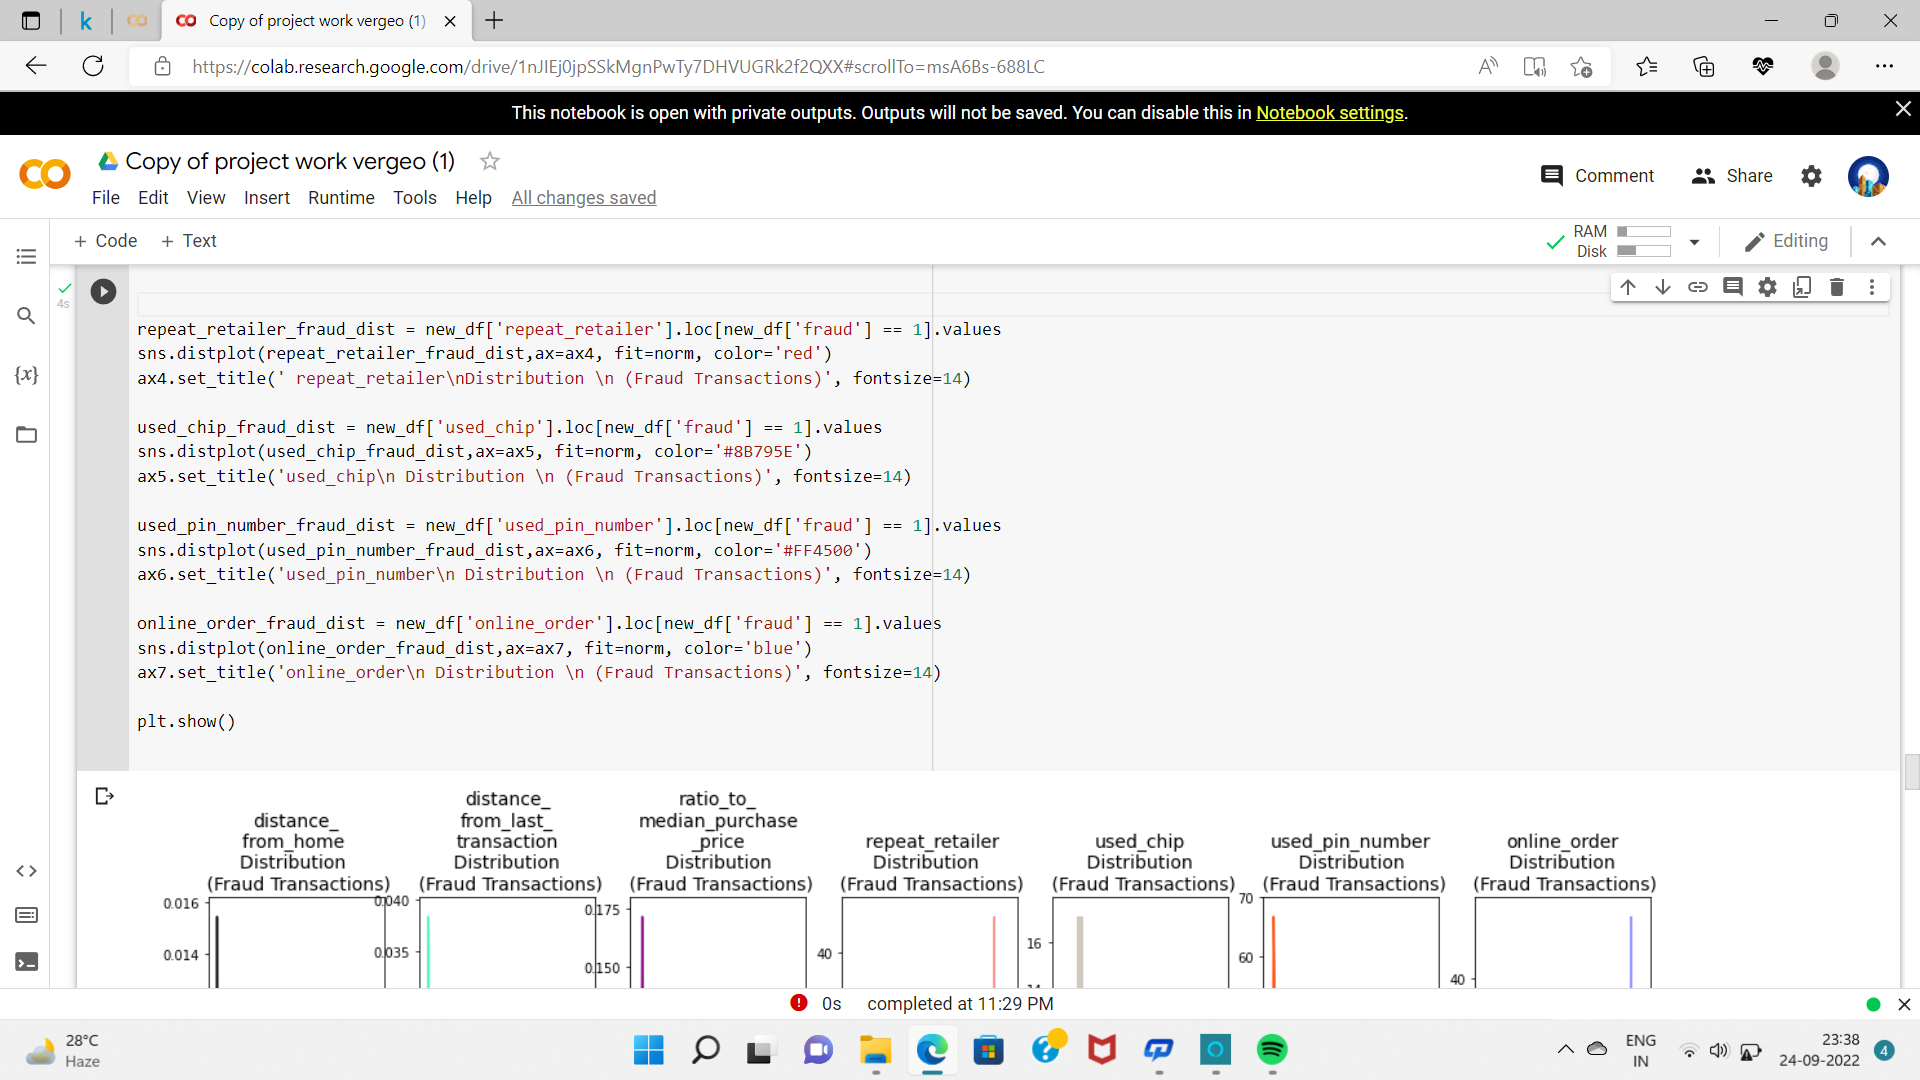 Copy of project work vergeo (1)
https://colab.research.google.com/drive/1nJIEj0jpSSkMgnPwTy7DHVUGRk2f2QXX#scrollTo=msA6Bs-688LC
This notebook is open with private outputs. Outputs will not be saved. You can disable this in Notebook settings.
Copy of project work vergeo (1)
File Edit View Insert Runtime Tools Help All changes saved
Comment Share
+ Code + Text
RAM
Disk
Editing
4s
repeat_retailer_fraud_dist = new_df['repeat_retailer'].loc[new_df['fraud'] == 1].values
sns.distplot(repeat_retailer_fraud_dist,ax=ax4, fit=norm, color='red')
ax4.set_title(' repeat_retailer\nDistribution \n (Fraud Transactions)', fontsize=14)
used_chip_fraud_dist = new_df['used_chip'].loc[new_df['fraud'] == 1].values
sns.distplot(used_chip_fraud_dist,ax=ax5, fit=norm, color='#8B795E')
ax5.set_title('used_chip\n Distribution \n (Fraud Transactions)', fontsize=14)
used_pin_number_fraud_dist = new_df['used_pin_number'].loc[new_df['fraud'] == 1].values
sns.distplot(used_pin_number_fraud_dist,ax=ax6, fit=norm, color='#FF4500')
ax6.set_title('used_pin_number\n Distribution \n (Fraud Transactions)', fontsize=14)
online_order_fraud_dist = new_df['online_order'].loc[new_df['fraud'] == 1].values
sns.distplot(online_order_fraud_dist,ax=ax7, fit=norm, color='blue')
ax7.set_title('online_order\n Distribution \n (Fraud Transactions)', fontsize=14)
plt.show()
distance_
from_home
Distribution
(Fraud Transactions)
0.016
0.014
distance_
from_last_
transaction
Distribution
(Fraud Transactions)
0.040
0.035
ratio_to_
median_purchase
_price
Distribution
(Fraud Transactions)
0.175
0.150
repeat_retailer
Distribution
(Fraud Transactions)
40
used_chip
Distribution
(Fraud Transactions)
16
14
used_pin_number
Distribution
(Fraud Transactions)
70
60
online_order
Distribution
(Fraud Transactions)
40
0s completed at 11:29 PM
28°C
Haze
ENG
IN
23:38
24-09-2022
4